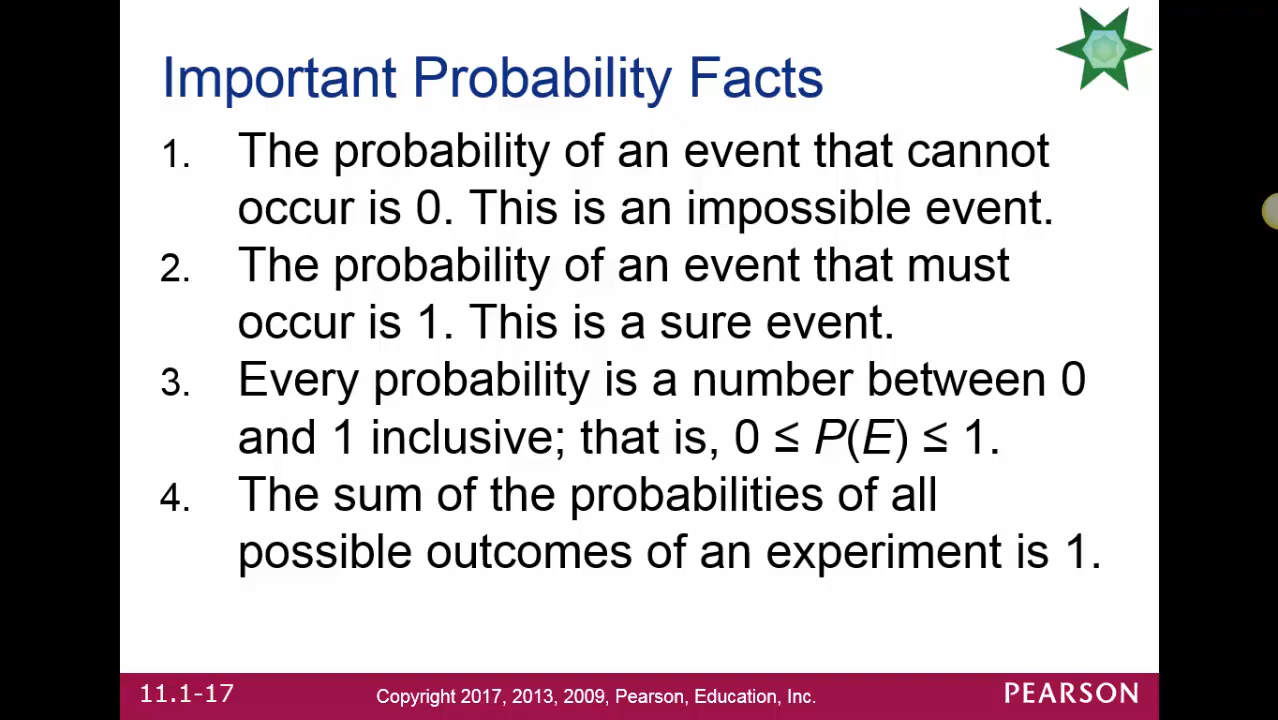 Important Probability Facts
1. The probability of an event that cannot
occur is 0. This is an impossible event.
2. The probability of an event that must
occur is 1. This is a sure event.
3. Every probability is a number between 0
and 1 inclusive; that is, 0 ≤ P(E) ≤ 1.
4. The sum of the probabilities of all
possible outcomes of an experiment is 1.
11.1-17 Copyright 2017, 2013, 2009, Pearson, Education, Inc. PEARSON